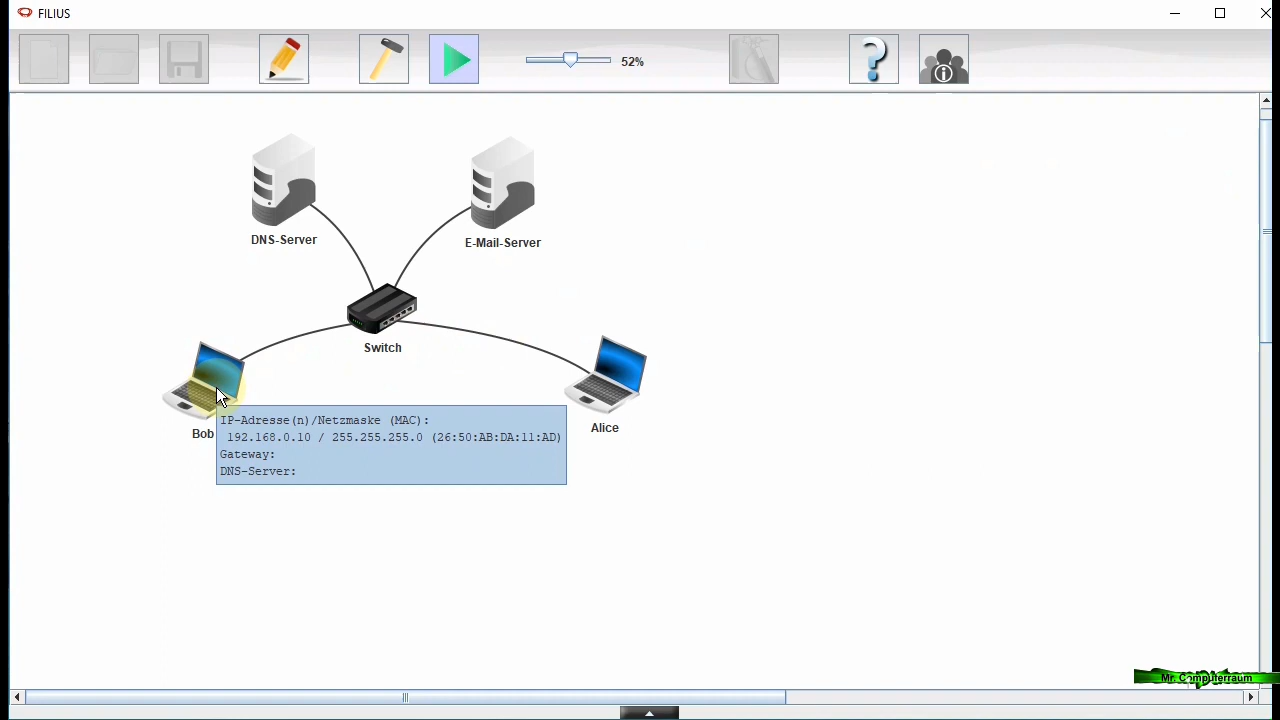 FILIUS
52%
DNS-Server
E-Mail-Server
Switch
Bob
Alice
IP-Adresse(n)/Netzmaske (MAC):
192.168.0.10 / 255.255.255.0 (26:50:AB:DA:11:AD)
Gateway:
DNS-Server:
Mr. Computerraum